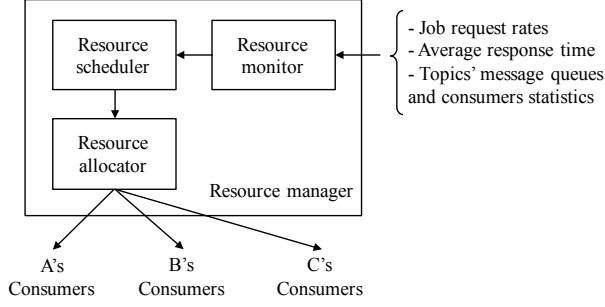 Resource
scheduler
Resource
monitor
- Job request rates
- Average response time
- Topics’ message queues
and consumers statistics
Resource
allocator
Resource manager
A’s
Consumers
B’s
Consumers
C’s
Consumers